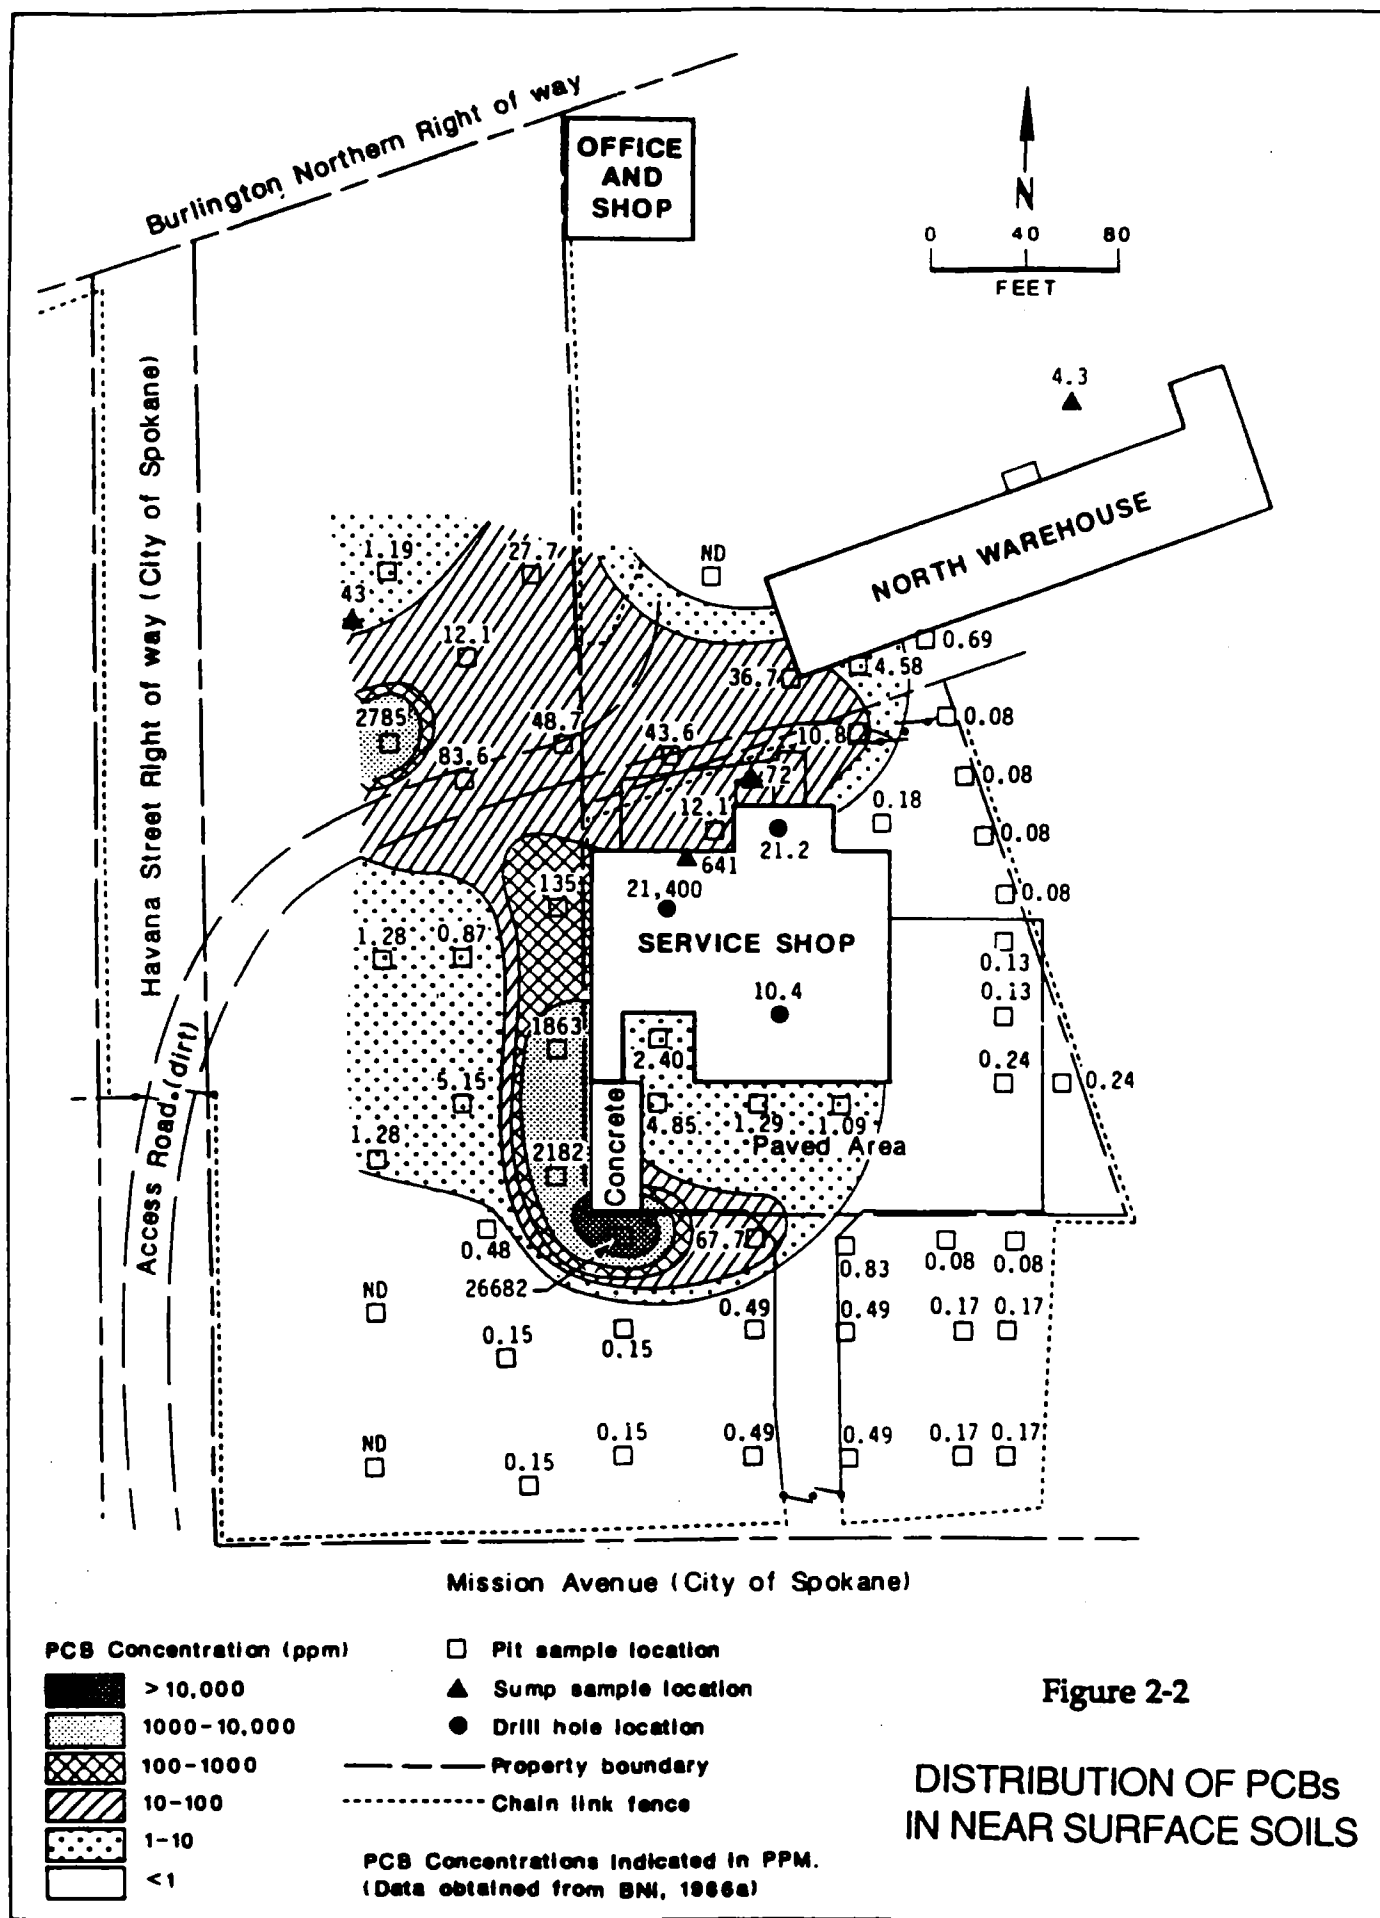 Burlington Northern Right of way
OFFICE
AND
SHOP
N
0 40 80
FEET
4.3
Havana Street Right of way (City of Spokane)
NORTH WAREHOUSE
1.19
27.7
ND
43
12.1
0.69
36.7
4.58
2785
48.7
43.6
10.8
0.08
83.6
72
0.08
12.1
0.18
21.2
0.08
641
135
21,400
0.08
1.28
0.87
SERVICE SHOP
0.13
10.4
0.13
1863
2.40
0.24
0.24
5.15
Concrete
4.85
1.29
1.09
1.28
Paved Area
2182
Access Road (dirt)
0.48
67.7
0.83
0.08
0.08
26682
ND
0.49
0.49
0.17
0.17
0.15
0.15
ND
0.15
0.15
0.49
0.49
0.17
0.17
Mission Avenue (City of Spokane)
PCB Concentration (ppm)
>10,000
1000-10,000
100-1000
10-100
1-10
<1
Pit sample location
Sump sample location
Drill hole location
Property boundary
Chain link fence
PCB Concentrations indicated in PPM.
(Data obtained from BNI, 1986a)
Figure 2-2
DISTRIBUTION OF PCBs
IN NEAR SURFACE SOILS